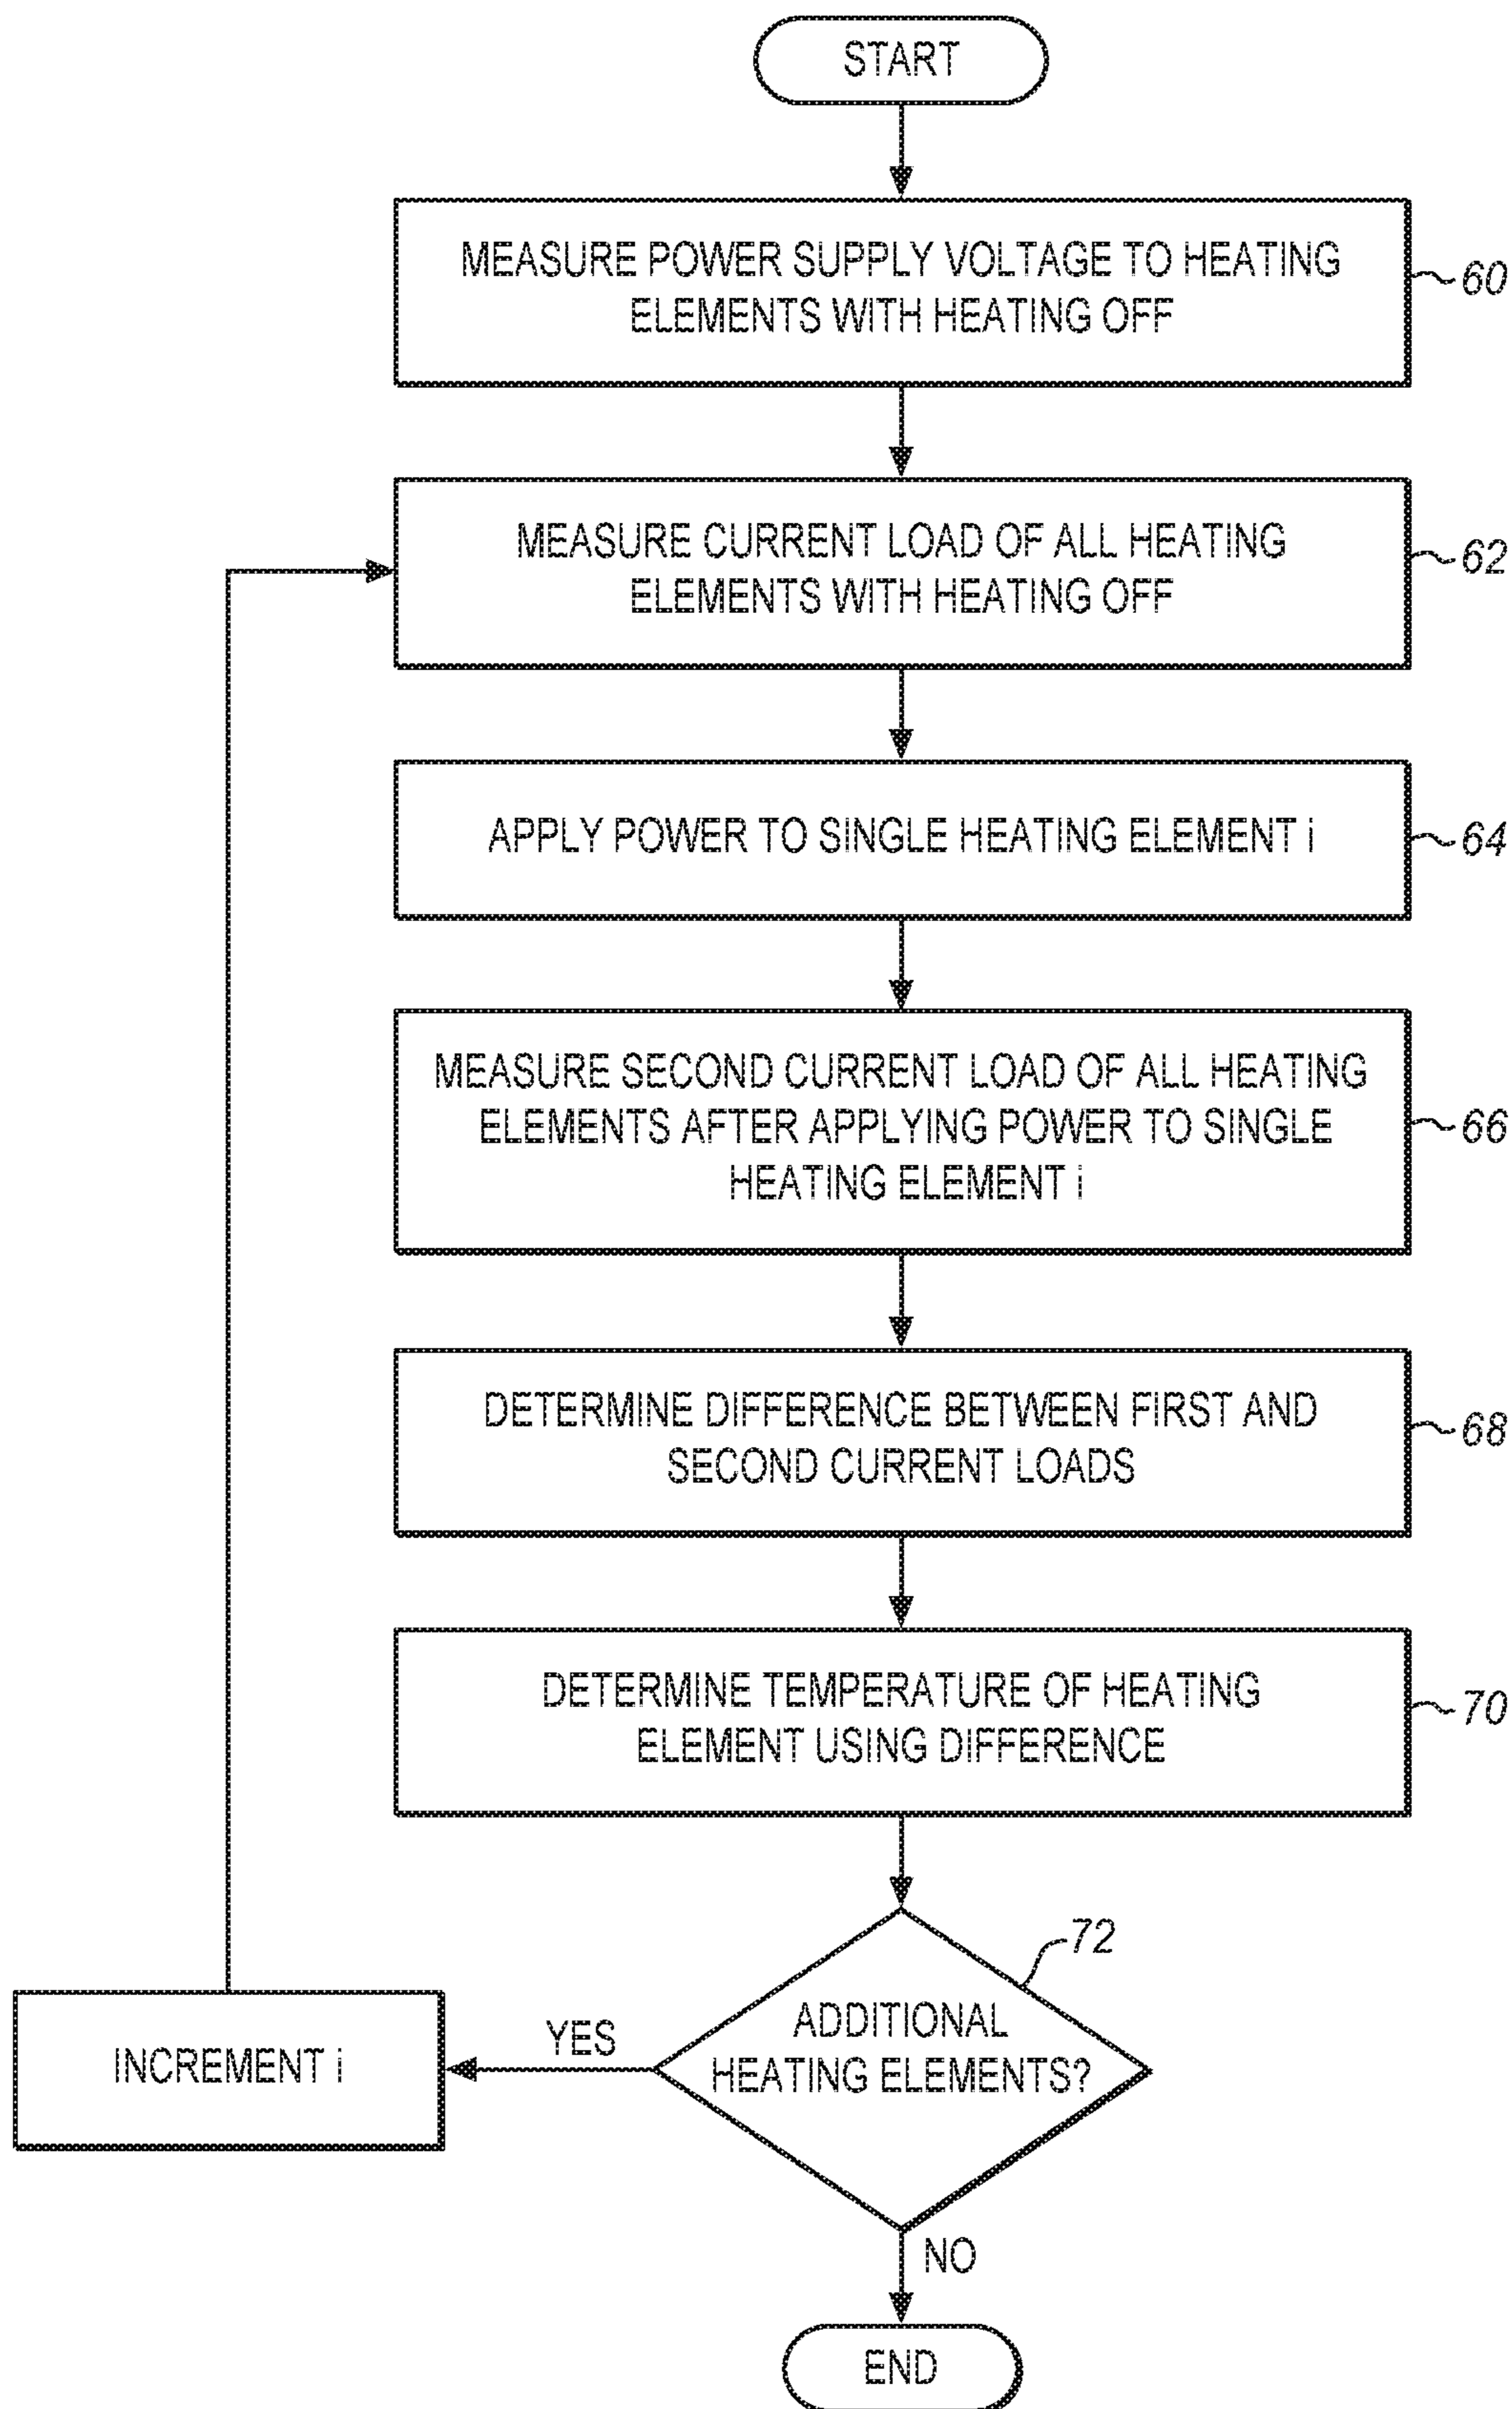 START
MEASURE POWER SUPPLY VOLTAGE TO HEATING
ELEMENTS WITH HEATING OFF
60
MEASURE CURRENT LOAD OF ALL HEATING
ELEMENTS WITH HEATING OFF
62
APPLY POWER TO SINGLE HEATING ELEMENT i
64
MEASURE SECOND CURRENT LOAD OF ALL HEATING
ELEMENTS AFTER APPLYING POWER TO SINGLE
HEATING ELEMENT i
66
DETERMINE DIFFERENCE BETWEEN FIRST AND
SECOND CURRENT LOADS
68
DETERMINE TEMPERATURE OF HEATING
ELEMENT USING DIFFERENCE
70
72
ADDITIONAL
HEATING ELEMENTS?
YES
INCREMENT i
NO
END